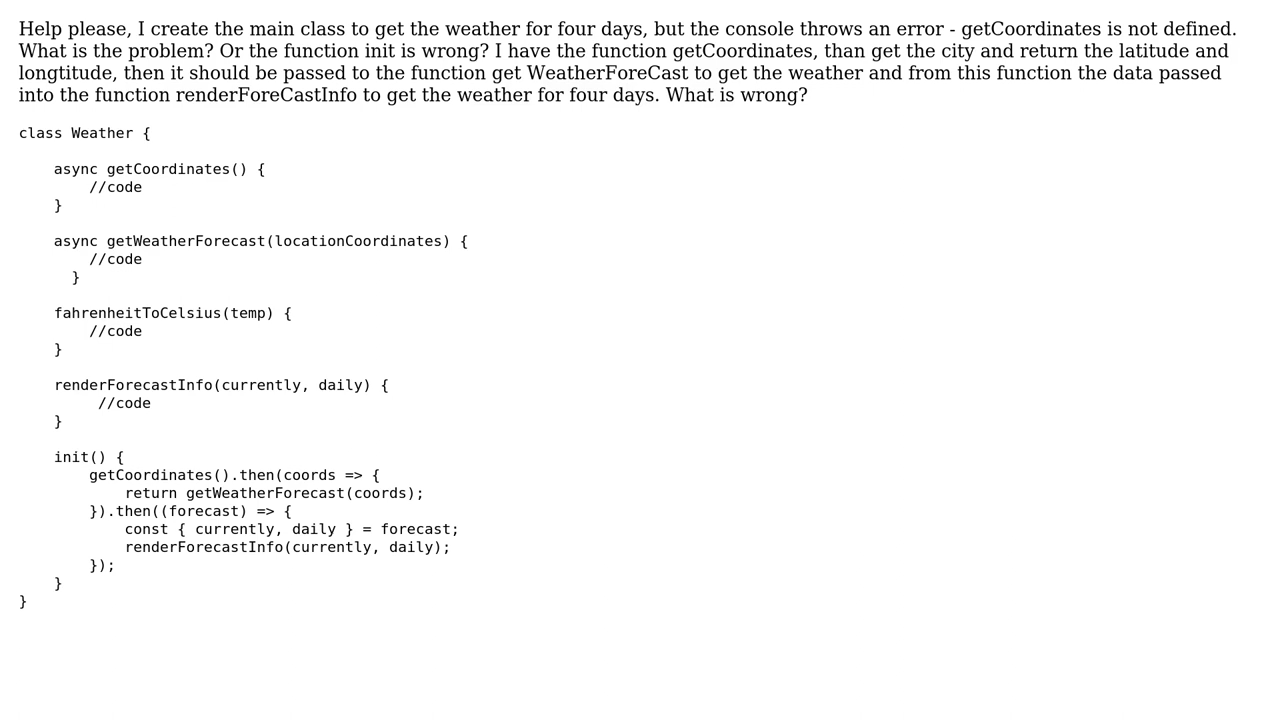 Help please, I create the main class to get the weather for four days, but the console throws an error - getCoordinates is not defined.
What is the problem? Or the function init is wrong? I have the function getCoordinates, than get the city and return the latitude and
longtitude, then it should be passed to the function get WeatherForeCast to get the weather and from this function the data passed
into the function renderForeCastInfo to get the weather for four days. What is wrong?
class Weather {
    async getCoordinates() {
        //code
    }
    async getWeatherForecast(locationCoordinates) {
        //code
      }
    fahrenheitToCelsius(temp) {
        //code
    }
    renderForecastInfo(currently, daily) {
         //code
    }
    init() {
        getCoordinates().then(coords => {
            return getWeatherForecast(coords);
        }).then((forecast) => {
            const { currently, daily } = forecast;
            renderForecastInfo(currently, daily);
        });
    }
}